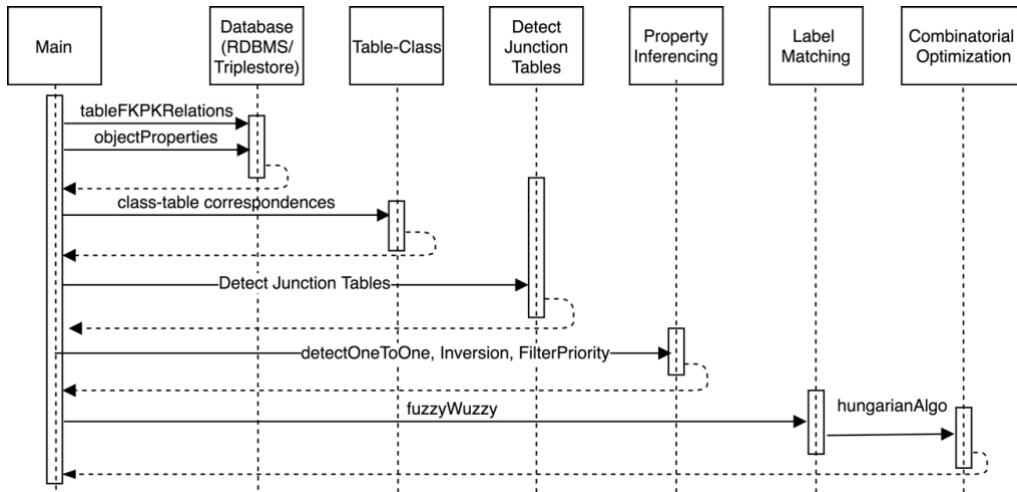 Main
Database
(RDBMS/
Triplestore)
Table-Class
Detect
Junction
Tables
Property
Inferencing
Label
Matching
Combinatorial
Optimization
tableFKPKRelations
objectProperties
class-table correspondences
Detect Junction Tables
detectOneToOne, Inversion, FilterPriority
fuzzyWuzzy
hungarianAlgo